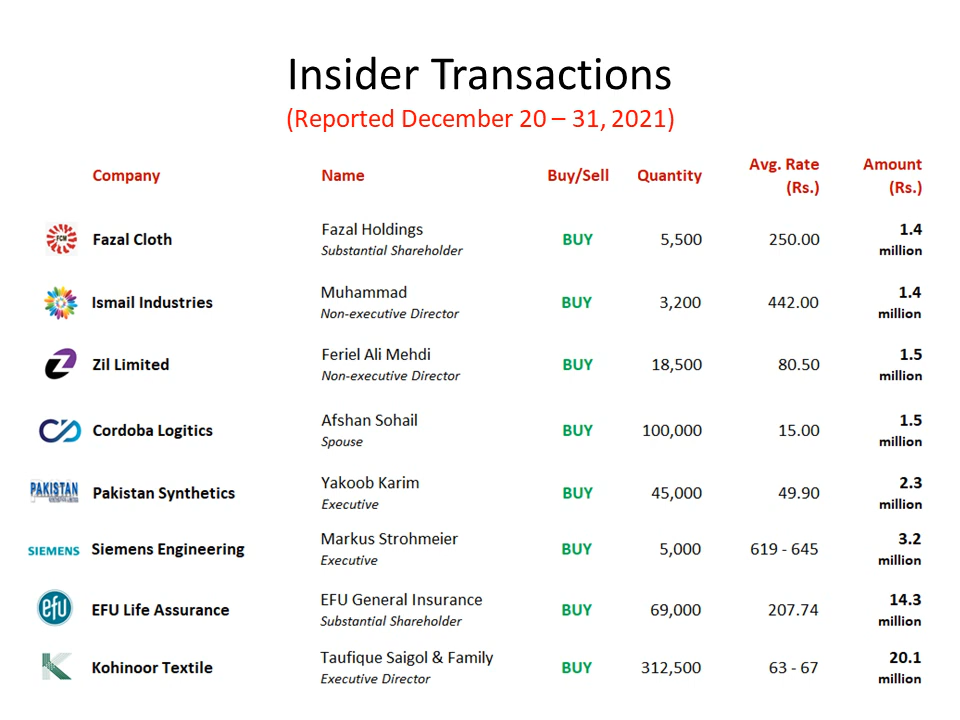 Insider Transactions
(Reported December 20 – 31, 2021)
Company Name Buy/Sell Quantity Avg. Rate (Rs.) Amount (Rs.)
FCM Fazal Cloth Fazal Holdings BUY 5,500 250.00 1.4
Substantial Shareholder million
Ismail Industries Muhammad BUY 3,200 442.00 1.4
Non-executive Director million
Zil Limited Feriel Ali Mehdi BUY 18,500 80.50 1.5
Non-executive Director million
Cordoba Logitics Afshan Sohail BUY 100,000 15.00 1.5
Spouse million
PAKISTAN Pakistan Synthetics Yakoob Karim BUY 45,000 49.90 2.3
Executive million
SIEMENS Siemens Engineering Markus Strohmeier BUY 5,000 619 - 645 3.2
Executive million
efu EFU Life Assurance EFU General Insurance BUY 69,000 207.74 14.3
Substantial Shareholder million
Kohinoor Textile Taufique Saigol & Family BUY 312,500 63 - 67 20.1
Executive Director million